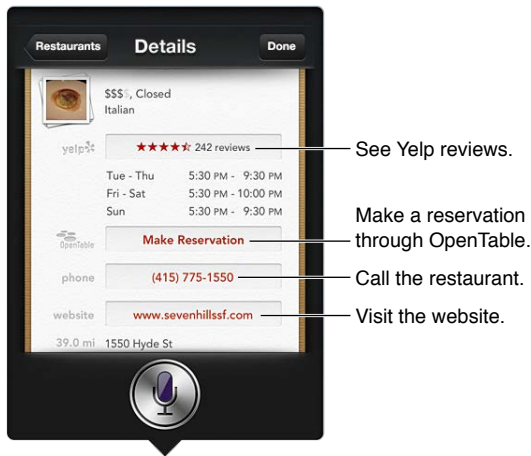 Restaurants Details Done
$$$$, Closed
Italian
yelp ★★★★⯨ 242 reviews
See Yelp reviews.
Tue - Thu 5:30 PM - 9:30 PM
Fri - Sat 5:30 PM - 10:00 PM
Sun 5:30 PM - 9:30 PM
OpenTable Make Reservation
Make a reservation
through OpenTable.
phone (415) 775-1550
Call the restaurant.
website www.sevenhillssf.com
Visit the website.
39.0 mi 1550 Hyde St